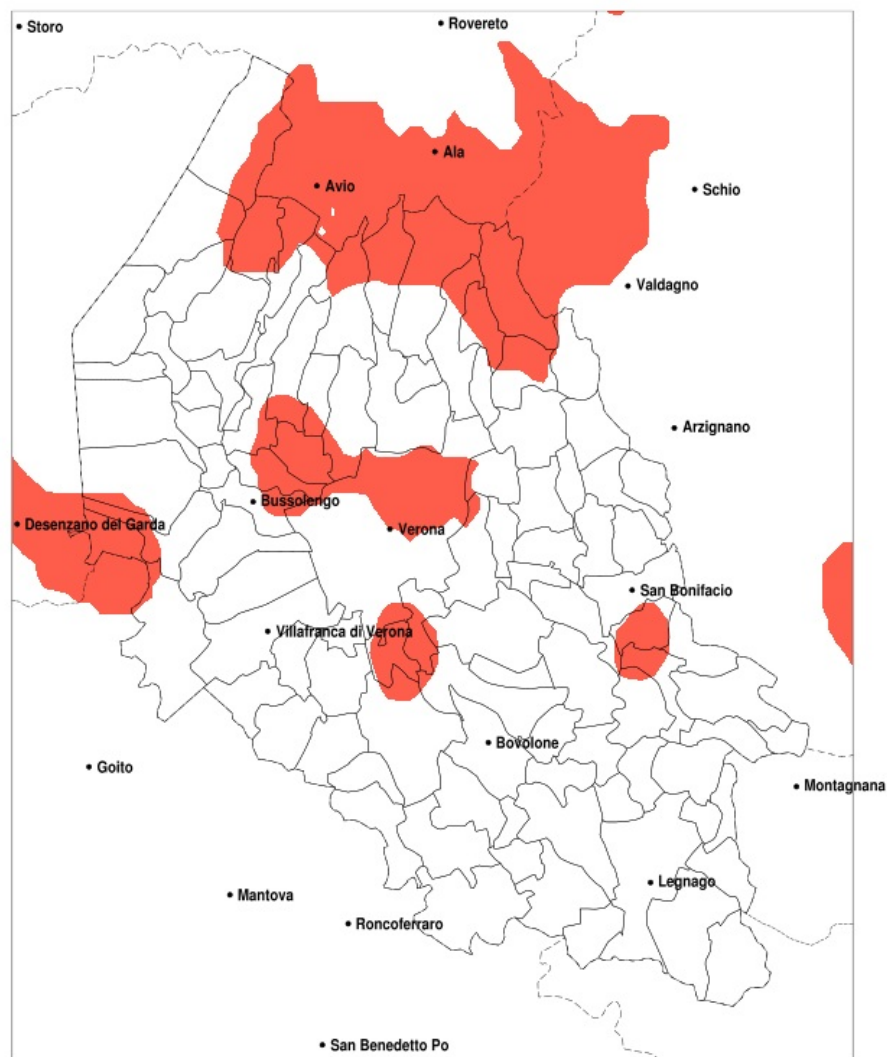 Storo
Rovereto
Ala
Avio
Schio
Valdagno
Arzignano
Bussolengo
Desenzano del Garda
Verona
San Bonifacio
Villafranca di Verona
Bovolone
Goito
Montagnana
Legnago
Mantova
Roncoferraro
San Benedetto Po